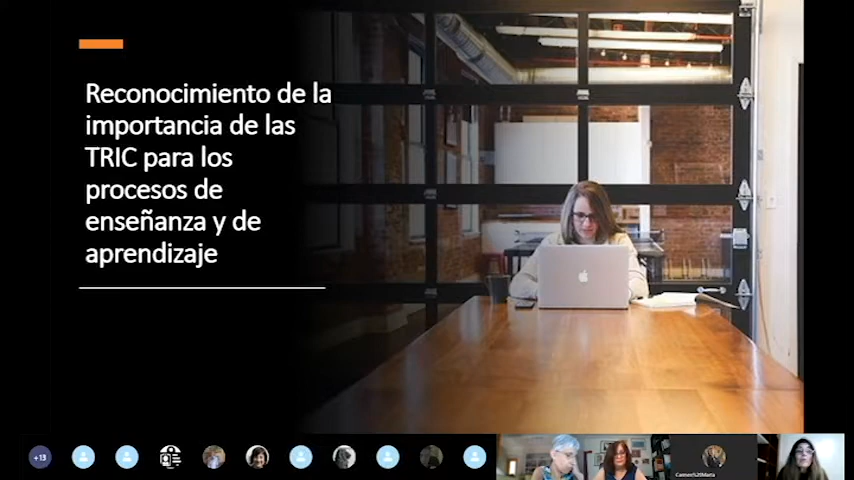 Reconocimiento de la
importancia de las
TRIC para los
procesos de
enseñanza y de
aprendizaje
+13
Carmen%20Marta